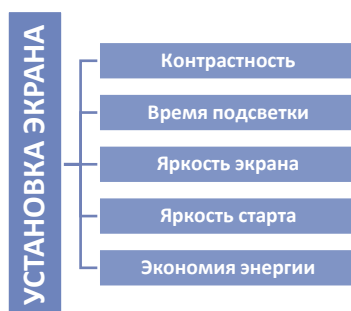 УСТАНОВКА ЭКРАНА
Контрастность
Время подсветки
Яркость экрана
Яркость старта
Экономия энергии